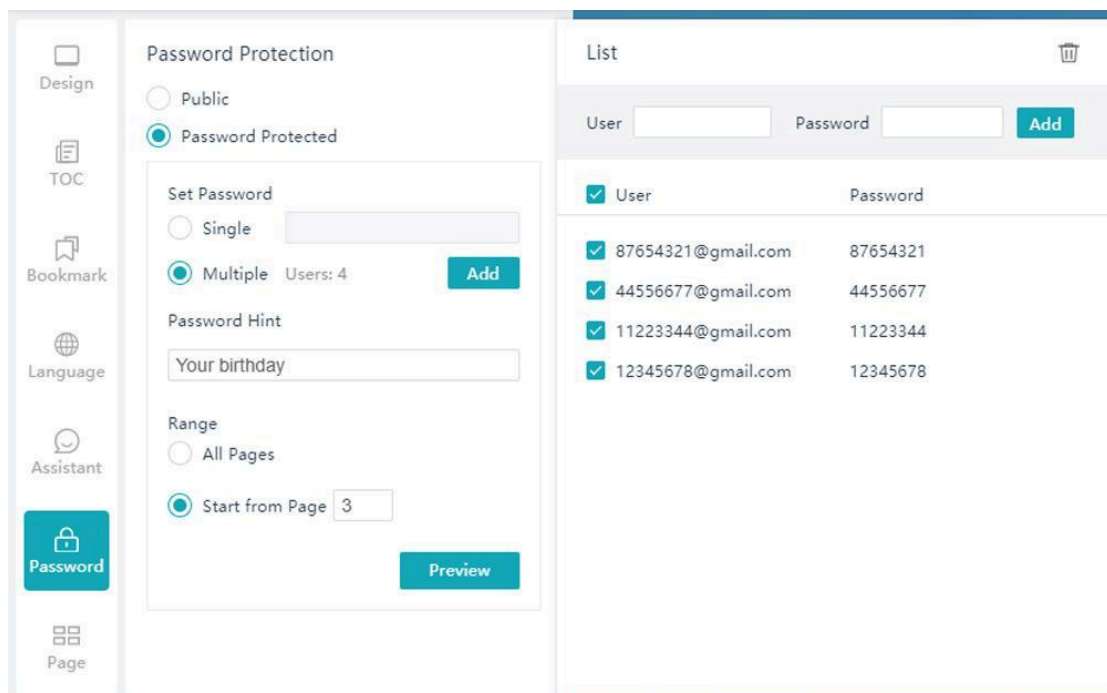 Design
TOC
Bookmark
Language
Assistant
Password
Page
Password Protection
Public
Password Protected
Set Password
Single
Multiple Users: 4 Add
Password Hint
Your birthday
Range
All Pages
Start from Page 3
Preview
List
User Password Add
User Password
87654321@gmail.com 87654321
44556677@gmail.com 44556677
11223344@gmail.com 11223344
12345678@gmail.com 12345678